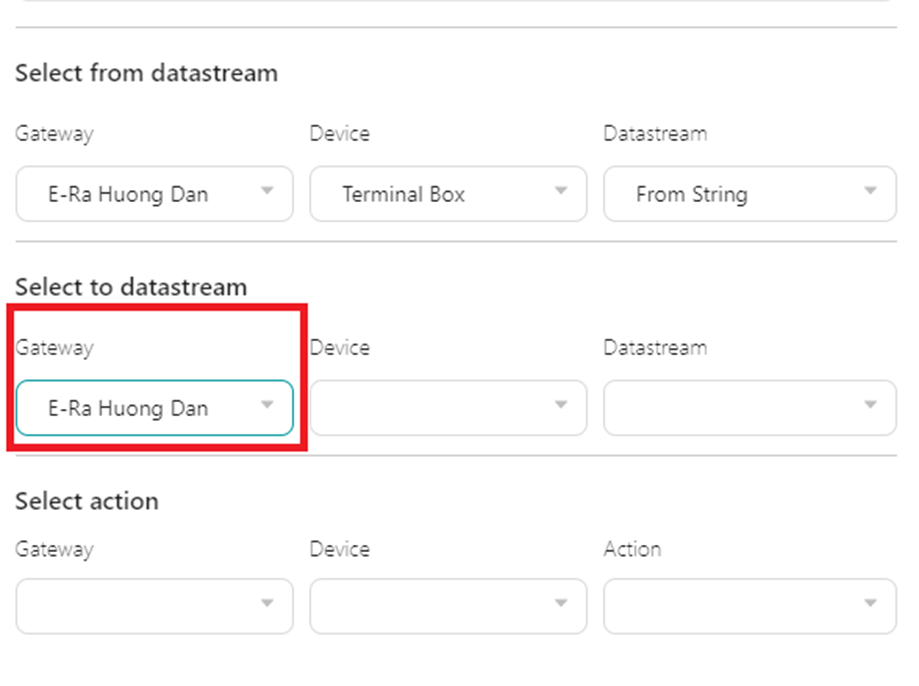 Select from datastream
Gateway Device Datastream
E-Ra Huong Dan Terminal Box From String
Select to datastream
Gateway Device Datastream
E-Ra Huong Dan
Select action
Gateway Device Action